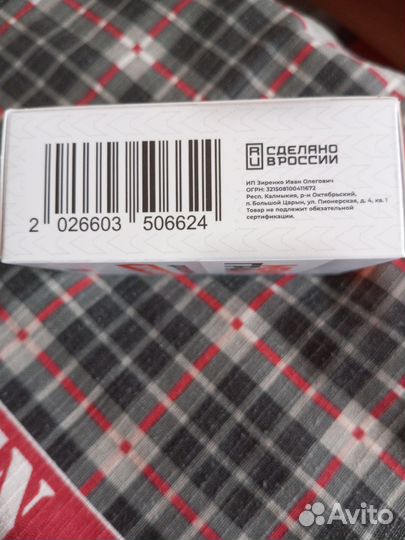 СДЕЛАНО
В РОССИИ
ИП Зиренко Иван Олегович
ОГРН: 321508100411672
Респ. Калмыкия, р-н Октябрьский,
п. Большой Царын, ул. Пионерская, д. 4, кв. 1
Товар не подлежит обязательной
сертификации.
2 026603 506624
Avito